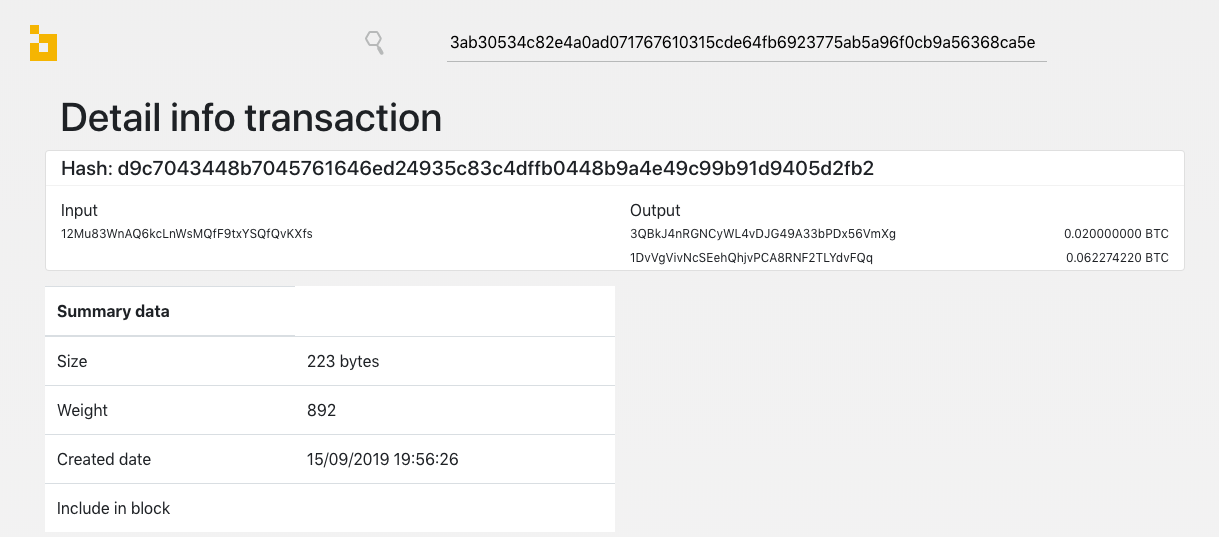 3ab30534c82e4a0ad071767610315cde64fb6923775ab5a96f0cb9a56368ca5e
Detail info transaction
Hash: d9c7043448b7045761646ed24935c83c4dffb0448b9a4e49c99b91d9405d2fb2
Input
12Mu83WnAQ6kcLnWsMQfF9txYSQfQvKXfs
Output
3QBkJ4nRGNCyWL4vDJG49A33bPDx56VmXg 0.020000000 BTC
1DvVgVivNcSEehQhjvPCA8RNF2TLYdvFQq 0.062274220 BTC
Summary data
Size 223 bytes
Weight 892
Created date 15/09/2019 19:56:26
Include in block